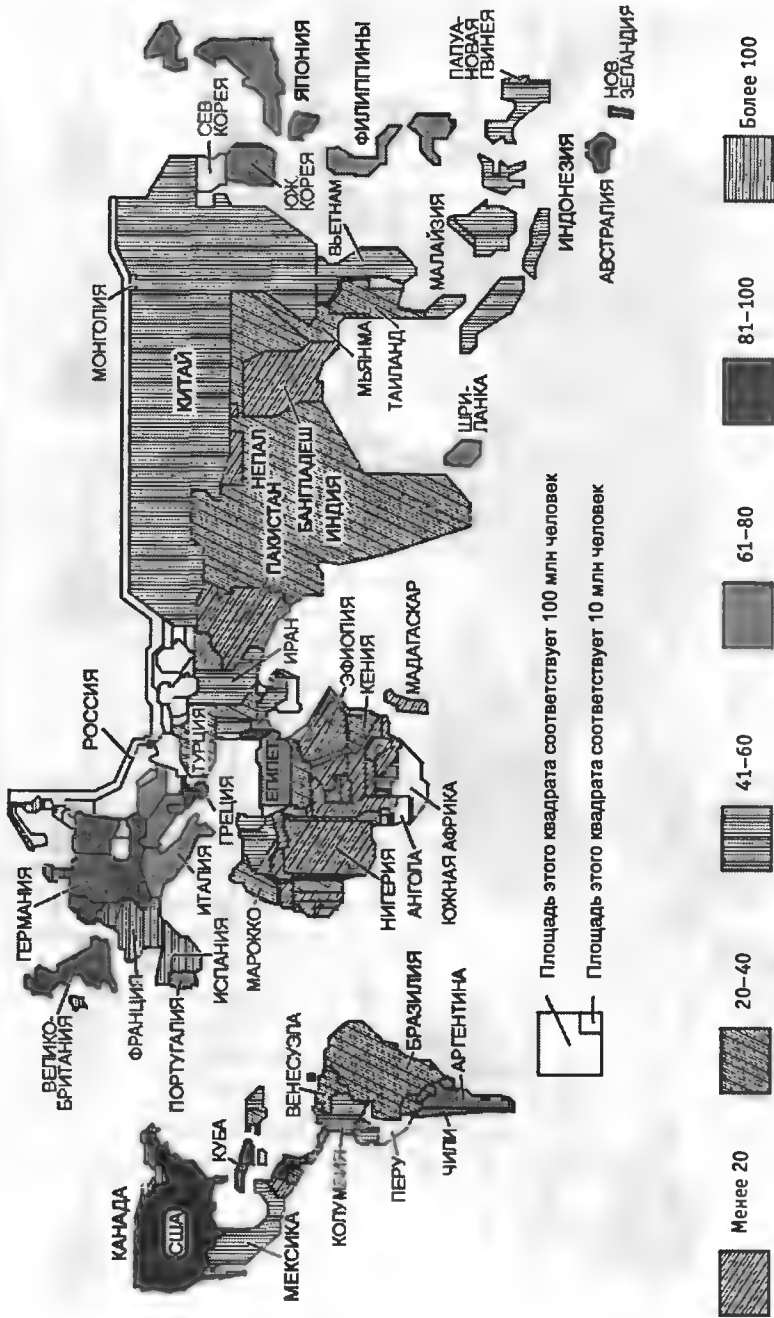 КАНАДА
США
МЕКСИКА
КУБА
ВЕНЕСУЭЛА
КОЛУМБИЯ
ПЕРУ
БРАЗИЛИЯ
ЧИЛИ
АРГЕНТИНА
ВЕЛИКО-
БРИТАНИЯ
ГЕРМАНИЯ
ФРАНЦИЯ
ПОРТУГАЛИЯ
ИСПАНИЯ
ИТАЛИЯ
ГРЕЦИЯ
РОССИЯ
ТУРЦИЯ
МАРОККО
ЕГИПЕТ
НИГЕРИЯ
АНГОЛА
ЮЖНАЯ АФРИКА
ЭФИОПИЯ
КЕНИЯ
МАДАГАСКАР
ИРАН
МОНГОЛИЯ
КИТАЙ
НЕПАЛ
ПАКИСТАН
БАНГЛАДЕШ
ИНДИЯ
ШРИ-
ЛАНКА
МЬЯНМА
ТАИЛАНД
ВЬЕТНАМ
МАЛАЙЗИЯ
СЕВ.
КОРЕЯ
ЮЖ.
КОРЕЯ
ЯПОНИЯ
ФИЛИППИНЫ
ПАПУА-
НОВАЯ
ГВИНЕЯ
ИНДОНЕЗИЯ
АВСТРАЛИЯ
НОВ.
ЗЕЛАНДИЯ
Площадь этого квадрата соответствует 100 млн человек
Площадь этого квадрата соответствует 10 млн человек
Менее 20
20–40
41–60
61–80
81–100
Более 100